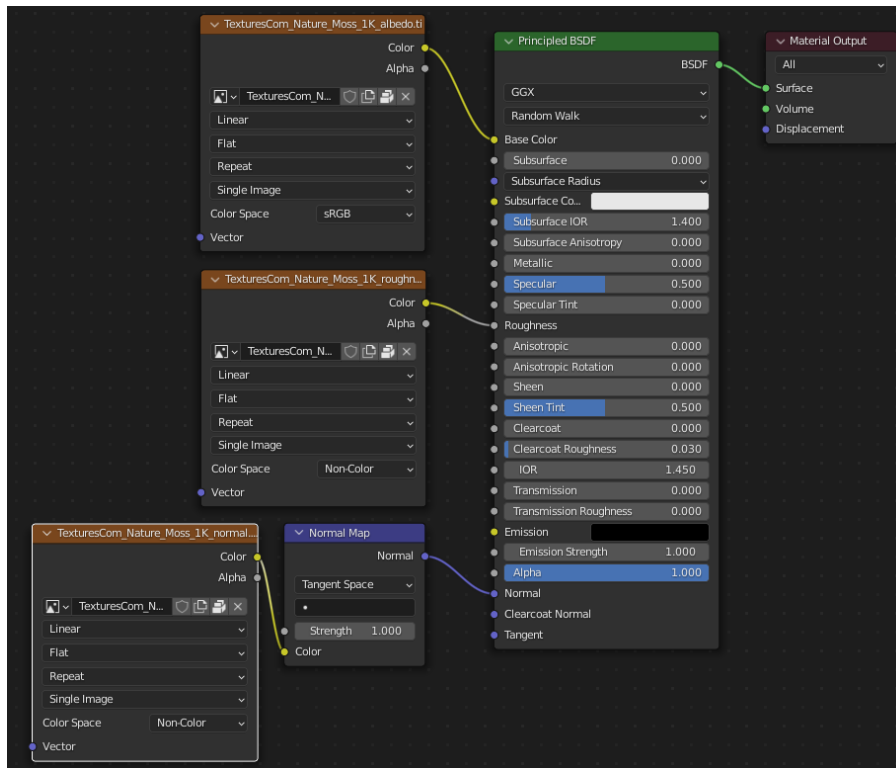 TexturesCom_Nature_Moss_1K_albedo.ti
Color
Alpha
TexturesCom_N...
Linear
Flat
Repeat
Single Image
Color Space sRGB
Vector
TexturesCom_Nature_Moss_1K_roughn...
Color
Alpha
TexturesCom_N...
Linear
Flat
Repeat
Single Image
Color Space Non-Color
Vector
TexturesCom_Nature_Moss_1K_normal....
Color
Alpha
TexturesCom_N...
Linear
Flat
Repeat
Single Image
Color Space Non-Color
Vector
Normal Map
Normal
Tangent Space
Strength 1.000
Color
Principled BSDF
BSDF
GGX
Random Walk
Base Color
Subsurface 0.000
Subsurface Radius
Subsurface Co...
Subsurface IOR 1.400
Subsurface Anisotropy 0.000
Metallic 0.000
Specular 0.500
Specular Tint 0.000
Roughness
Anisotropic 0.000
Anisotropic Rotation 0.000
Sheen 0.000
Sheen Tint 0.500
Clearcoat 0.000
Clearcoat Roughness 0.030
IOR 1.450
Transmission 0.000
Transmission Roughness 0.000
Emission
Emission Strength 1.000
Alpha 1.000
Normal
Clearcoat Normal
Tangent
Material Output
All
Surface
Volume
Displacement